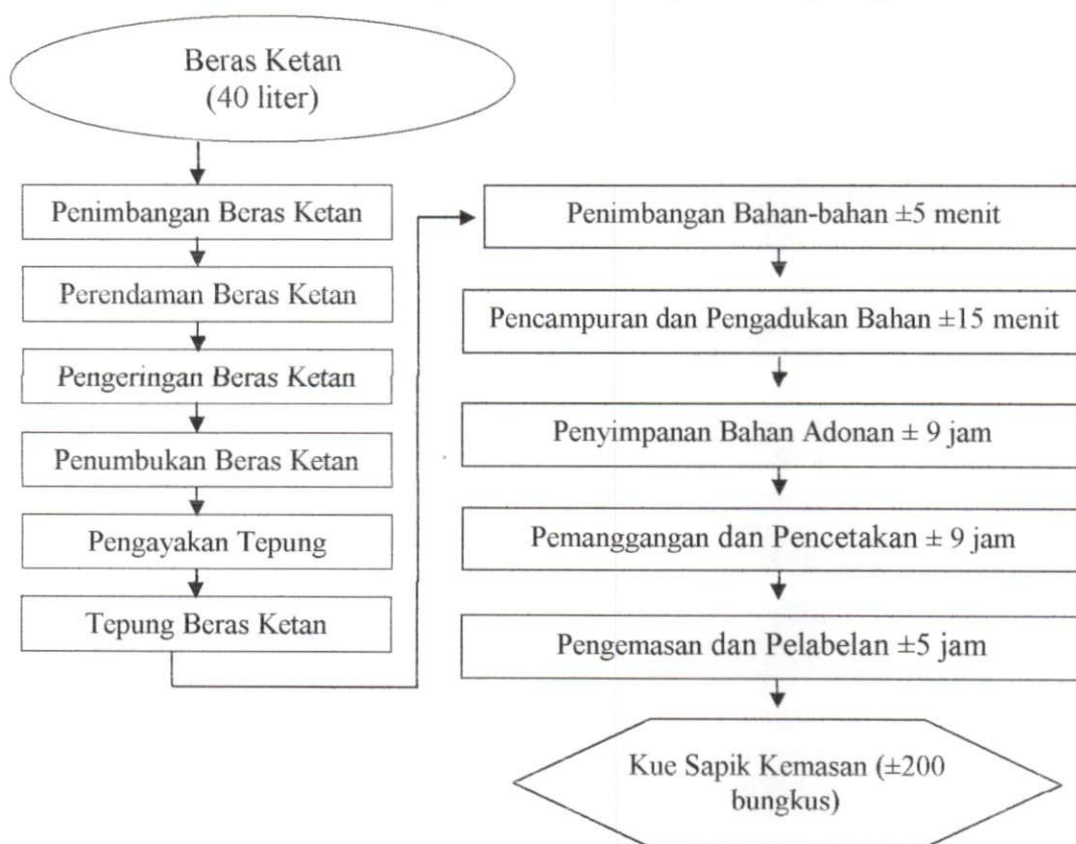 Beras Ketan
(40 liter)
Penimbangan Beras Ketan
Perendaman Beras Ketan
Pengeringan Beras Ketan
Penumbukan Beras Ketan
Pengayakan Tepung
Tepung Beras Ketan
Penimbangan Bahan-bahan ±5 menit
Pencampuran dan Pengadukan Bahan ±15 menit
Penyimpanan Bahan Adonan ± 9 jam
Pemanggangan dan Pencetakan ± 9 jam
Pengemasan dan Pelabelan ±5 jam
Kue Sapik Kemasan (±200
bungkus)